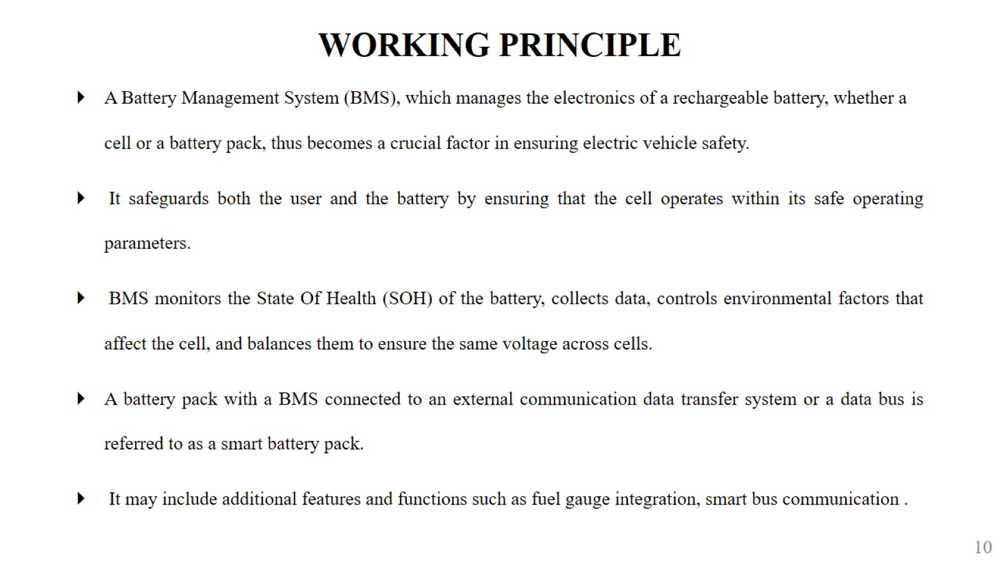 WORKING PRINCIPLE
A Battery Management System (BMS), which manages the electronics of a rechargeable battery, whether a
cell or a battery pack, thus becomes a crucial factor in ensuring electric vehicle safety.
It safeguards both the user and the battery by ensuring that the cell operates within its safe operating
parameters.
BMS monitors the State Of Health (SOH) of the battery, collects data, controls environmental factors that
affect the cell, and balances them to ensure the same voltage across cells.
A battery pack with a BMS connected to an external communication data transfer system or a data bus is
referred to as a smart battery pack.
It may include additional features and functions such as fuel gauge integration, smart bus communication .
10